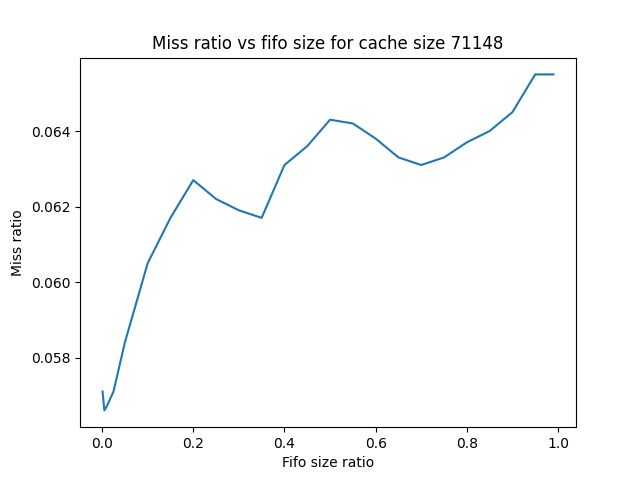 Miss ratio vs fifo size for cache size 71148
Miss ratio
0.064
0.062
0.060
0.058
0.0 0.2 0.4 0.6 0.8 1.0
Fifo size ratio